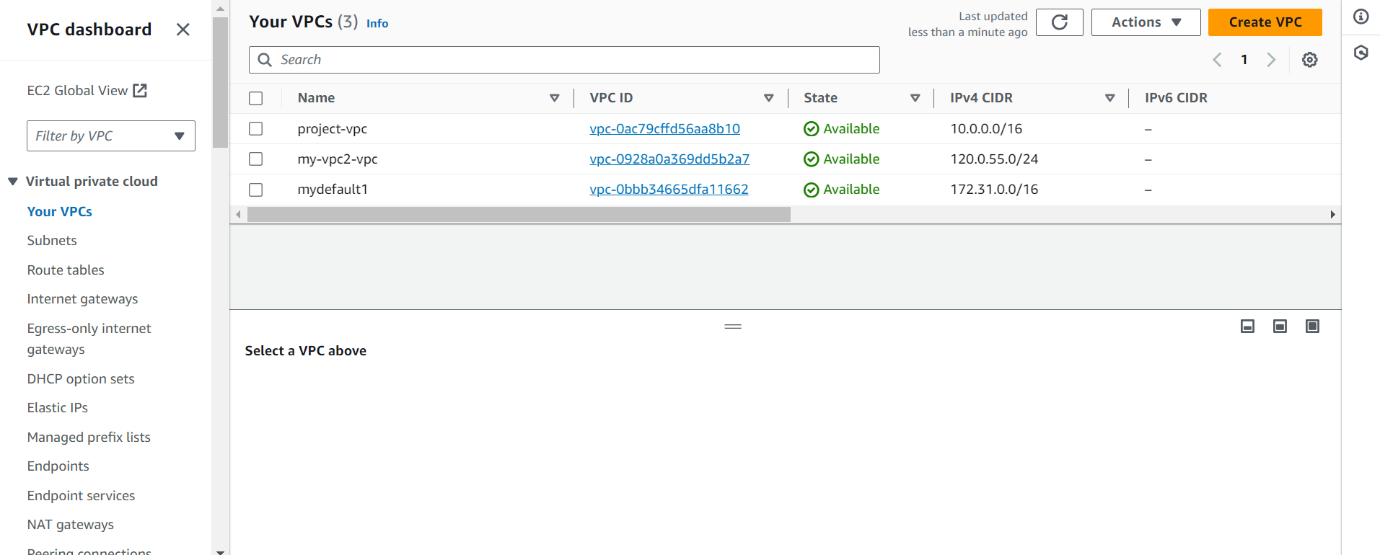 VPC dashboard
EC2 Global View
Filter by VPC
Virtual private cloud
Your VPCs
Subnets
Route tables
Internet gateways
Egress-only internet
gateways
DHCP option sets
Elastic IPs
Managed prefix lists
Endpoints
Endpoint services
NAT gateways
Peering connections
Your VPCs (3) Info
Last updated
less than a minute ago
Actions
Create VPC
Search
1
Name VPC ID State IPv4 CIDR IPv6 CIDR
project-vpc vpc-0ac79cffd56aa8b10 Available 10.0.0.0/16 –
my-vpc2-vpc vpc-0928a0a369dd5b2a7 Available 120.0.55.0/24 –
mydefault1 vpc-0bbb34665dfa11662 Available 172.31.0.0/16 –
Select a VPC above